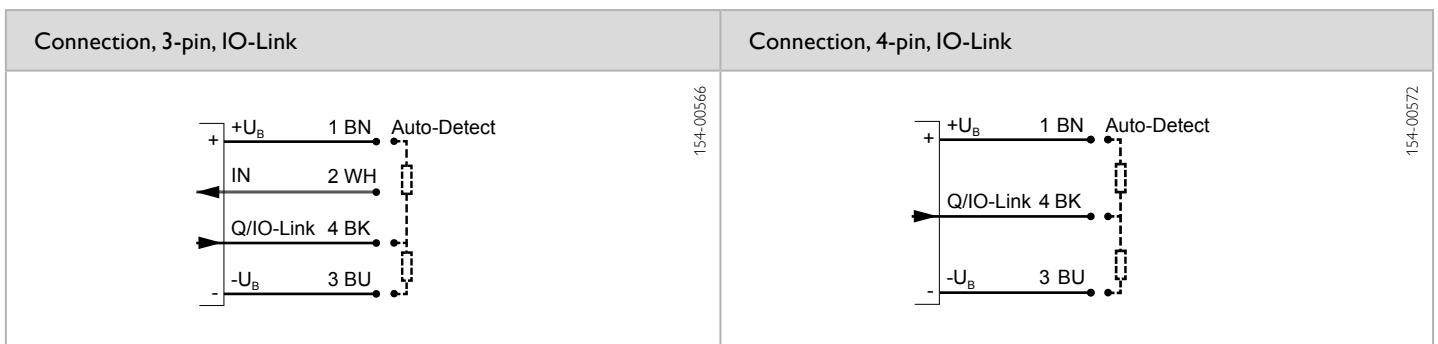 Connection, 3-pin, IO-Link
+UB 1 BN Auto-Detect
+
IN 2 WH
Q/IO-Link 4 BK
-UB 3 BU
-
154-00566
Connection, 4-pin, IO-Link
+UB 1 BN Auto-Detect
+
Q/IO-Link 4 BK
-UB 3 BU
-
154-00572